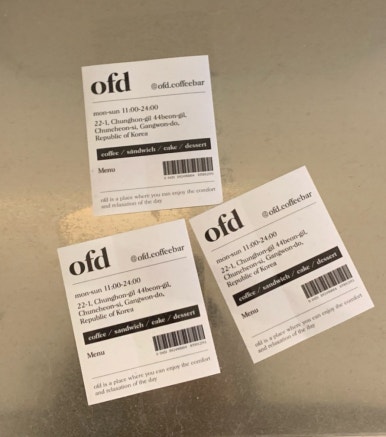 ofd @ofd.coffeebar
mon-sun 11:00-24:00
22-1, Chunghon-gil 44beon-gil,
Chuncheon-si, Gangwon-do,
Republic of Korea
coffee / sandwich / cake / dessert
Menu
ofd is a place where you can enjoy the comfort
and relaxation of the day
ofd @ofd.coffeebar
mon-sun 11:00-24:00
22-1, Chunghon-gil 44beon-gil,
Chuncheon-si, Gangwon-do,
Republic of Korea
coffee / sandwich / cake / dessert
Menu
ofd is a place where you can enjoy the comfort
and relaxation of the day
ofd @ofd.coffeebar
mon-sun 11:00-24:00
22-1, Chunghon-gil 44beon-gil,
Chuncheon-si, Gangwon-do,
Republic of Korea
coffee / sandwich / cake / dessert
Menu
ofd is a place where you can enjoy the comfort
and relaxation of the day